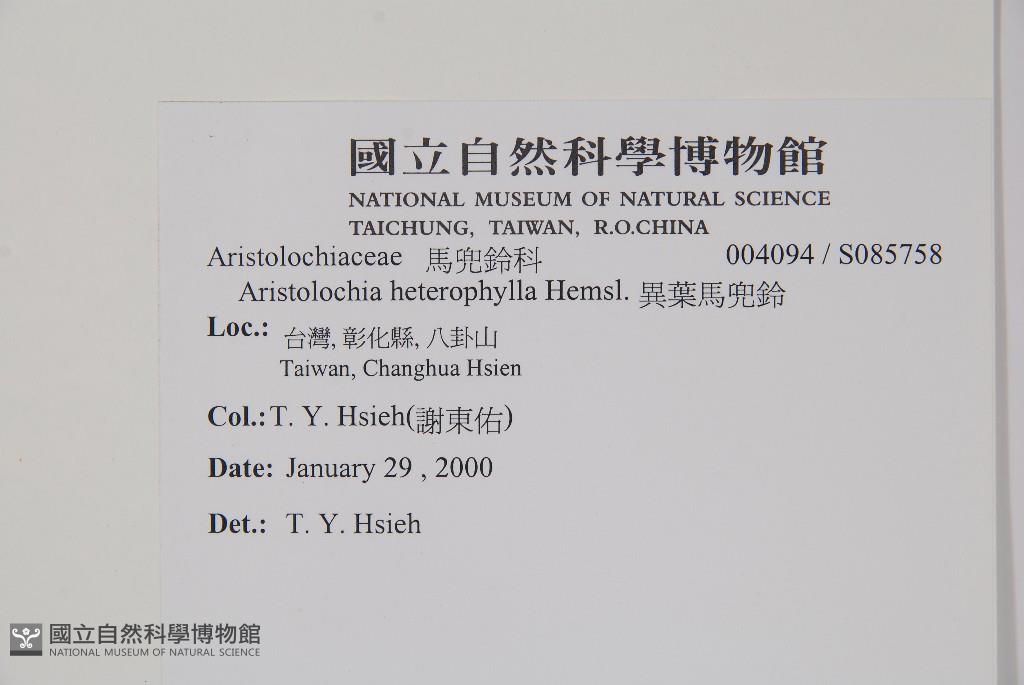 國立自然科學博物館
NATIONAL MUSEUM OF NATURAL SCIENCE
TAICHUNG, TAIWAN, R.O.CHINA
Aristolochiaceae 馬兜鈴科 004094 / S085758
Aristolochia heterophylla Hemsl. 異葉馬兜鈴
Loc.: 台灣, 彰化縣, 八卦山
Taiwan, Changhua Hsien
Col.: T. Y. Hsieh(謝東佑)
Date: January 29 , 2000
Det.: T. Y. Hsieh
國立自然科學博物館
NATIONAL MUSEUM OF NATURAL SCIENCE